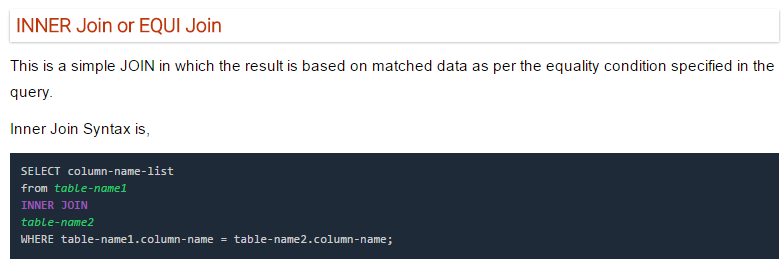 INNER Join or EQUI Join
This is a simple JOIN in which the result is based on matched data as per the equality condition specified in the
query.
Inner Join Syntax is,
SELECT column-name-list
from table-name1
INNER JOIN
table-name2
WHERE table-name1.column-name = table-name2.column-name;